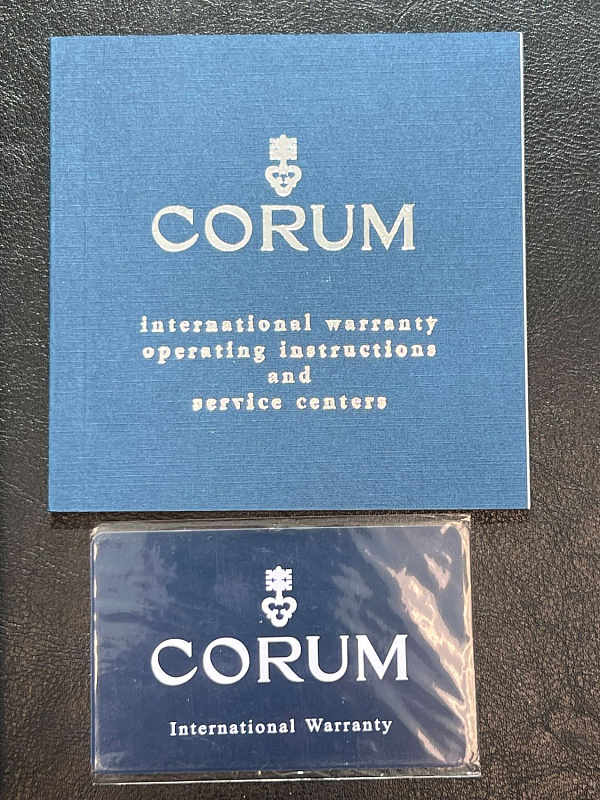 CORUM
international warranty
operating instructions
and
service centers
CORUM
International Warranty